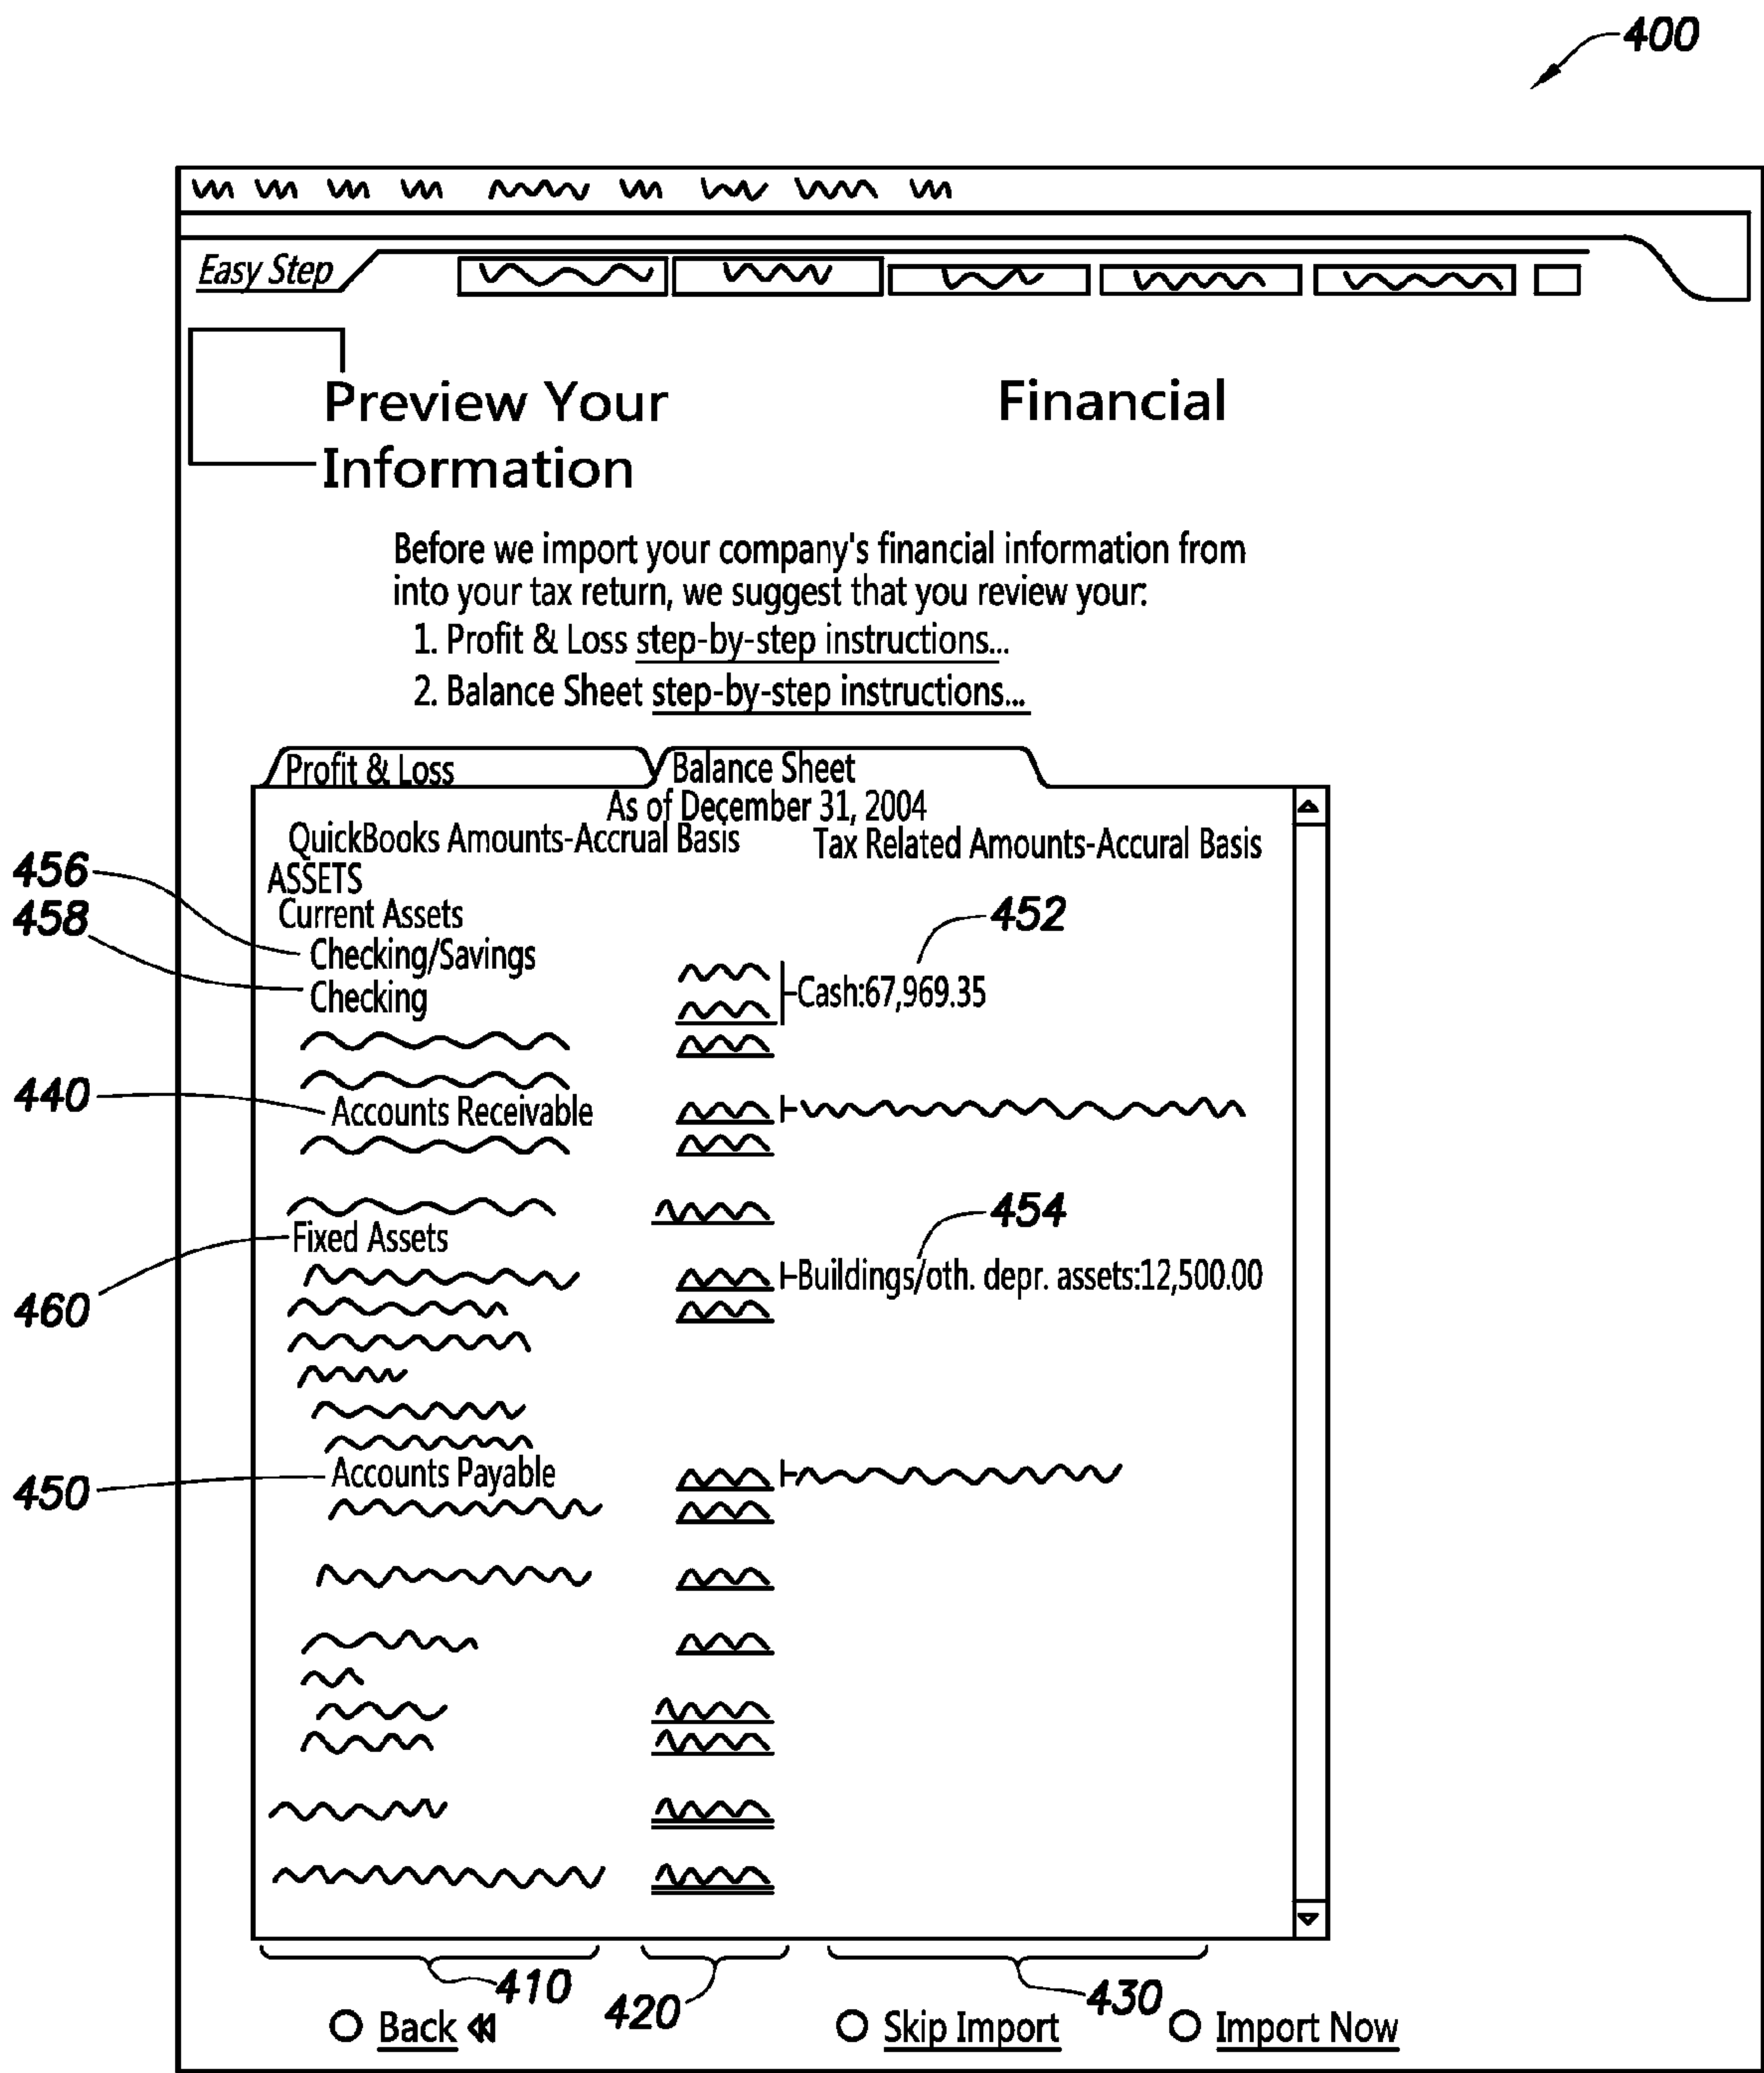 400
Easy Step
Preview Your Financial
Information
Before we import your company's financial information from
into your tax return, we suggest that you review your:
1. Profit & Loss step-by-step instructions...
2. Balance Sheet step-by-step instructions...
Profit & Loss Balance Sheet
As of December 31, 2004
QuickBooks Amounts-Accrual Basis Tax Related Amounts-Accural Basis
456 ASSETS
458 Current Assets 452
Checking/Savings
Cash:67,969.35
Checking
440 Accounts Receivable
454
Fixed Assets
Buildings/oth. depr. assets:12,500.00
460
Accounts Payable
450
410 420 430
Back Skip Import Import Now